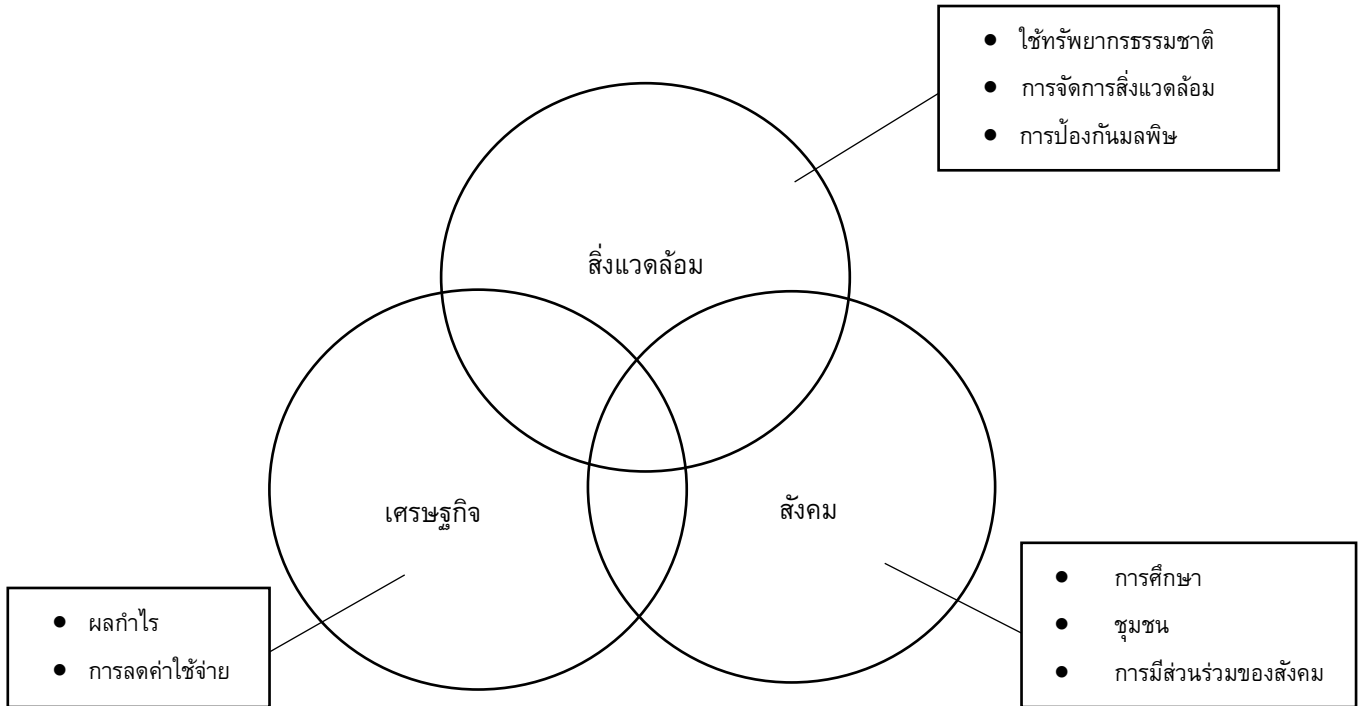 ● ใช้ทรัพยากรธรรมชาติ
● การจัดการสิ่งแวดล้อม
● การป้องกันมลพิษ
สิ่งแวดล้อม
เศรษฐกิจ
สังคม
● ผลกำไร
● การลดค่าใช้จ่าย
● การศึกษา
● ชุมชน
● การมีส่วนร่วมของสังคม